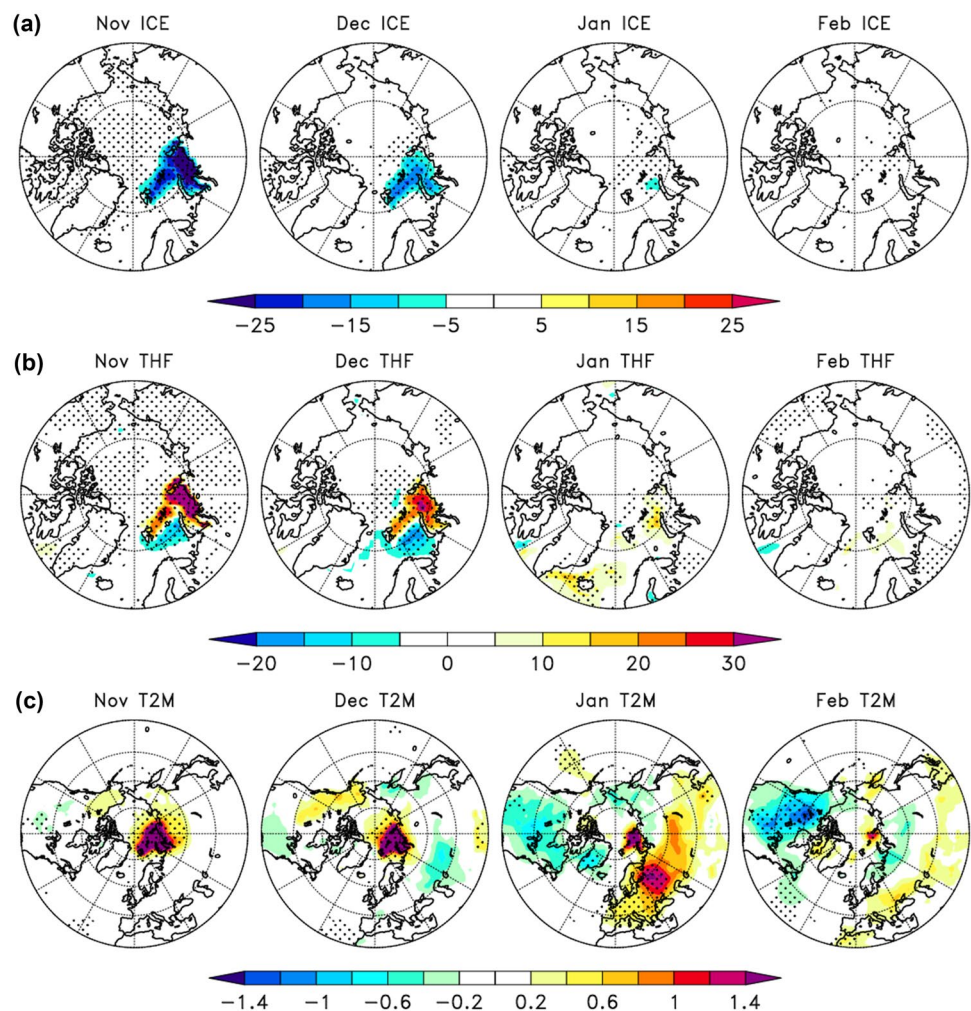 (a)
Nov ICE Dec ICE Jan ICE Feb ICE
−25 −15 −5 5 15 25
(b)
Nov THF Dec THF Jan THF Feb THF
−20 −10 0 10 20 30
(c)
Nov T2M Dec T2M Jan T2M Feb T2M
−1.4 −1 −0.6 −0.2 0.2 0.6 1 1.4